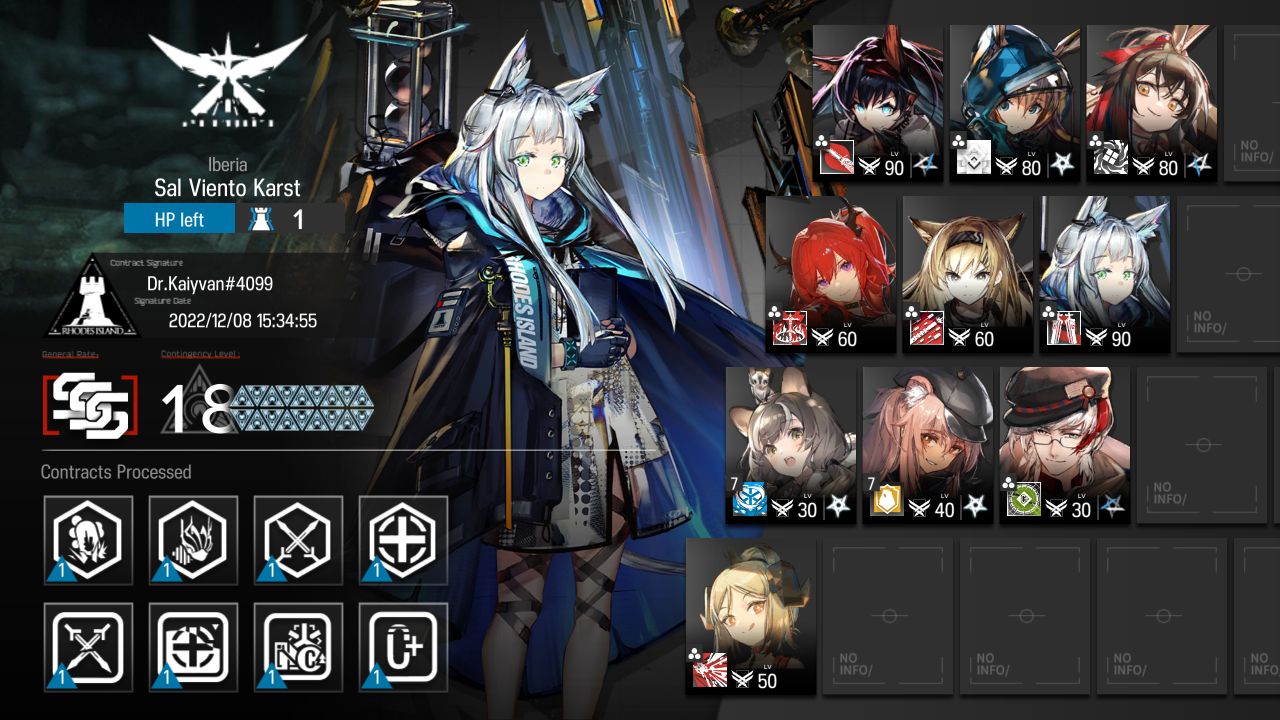 Iberia
Sal Viento Karst
HP left 1
Contract Signature
Dr.Kaiyvan#4099
Signature Date
2022/12/08 15:34:55
RHODES ISLAND
General Rate:
Contingency Level :
18
Contracts Processed
1 1 1 1
1 1 1 1
RHODES ISLAND
LV 90
LV 80
LV 80
NO INFO/
LV 60
LV 60
LV 90
NO INFO/
7 LV 30
7 LV 40
LV 30
NO INFO/
LV 50
NO INFO/
NO INFO/
NO INFO/
NO INFO